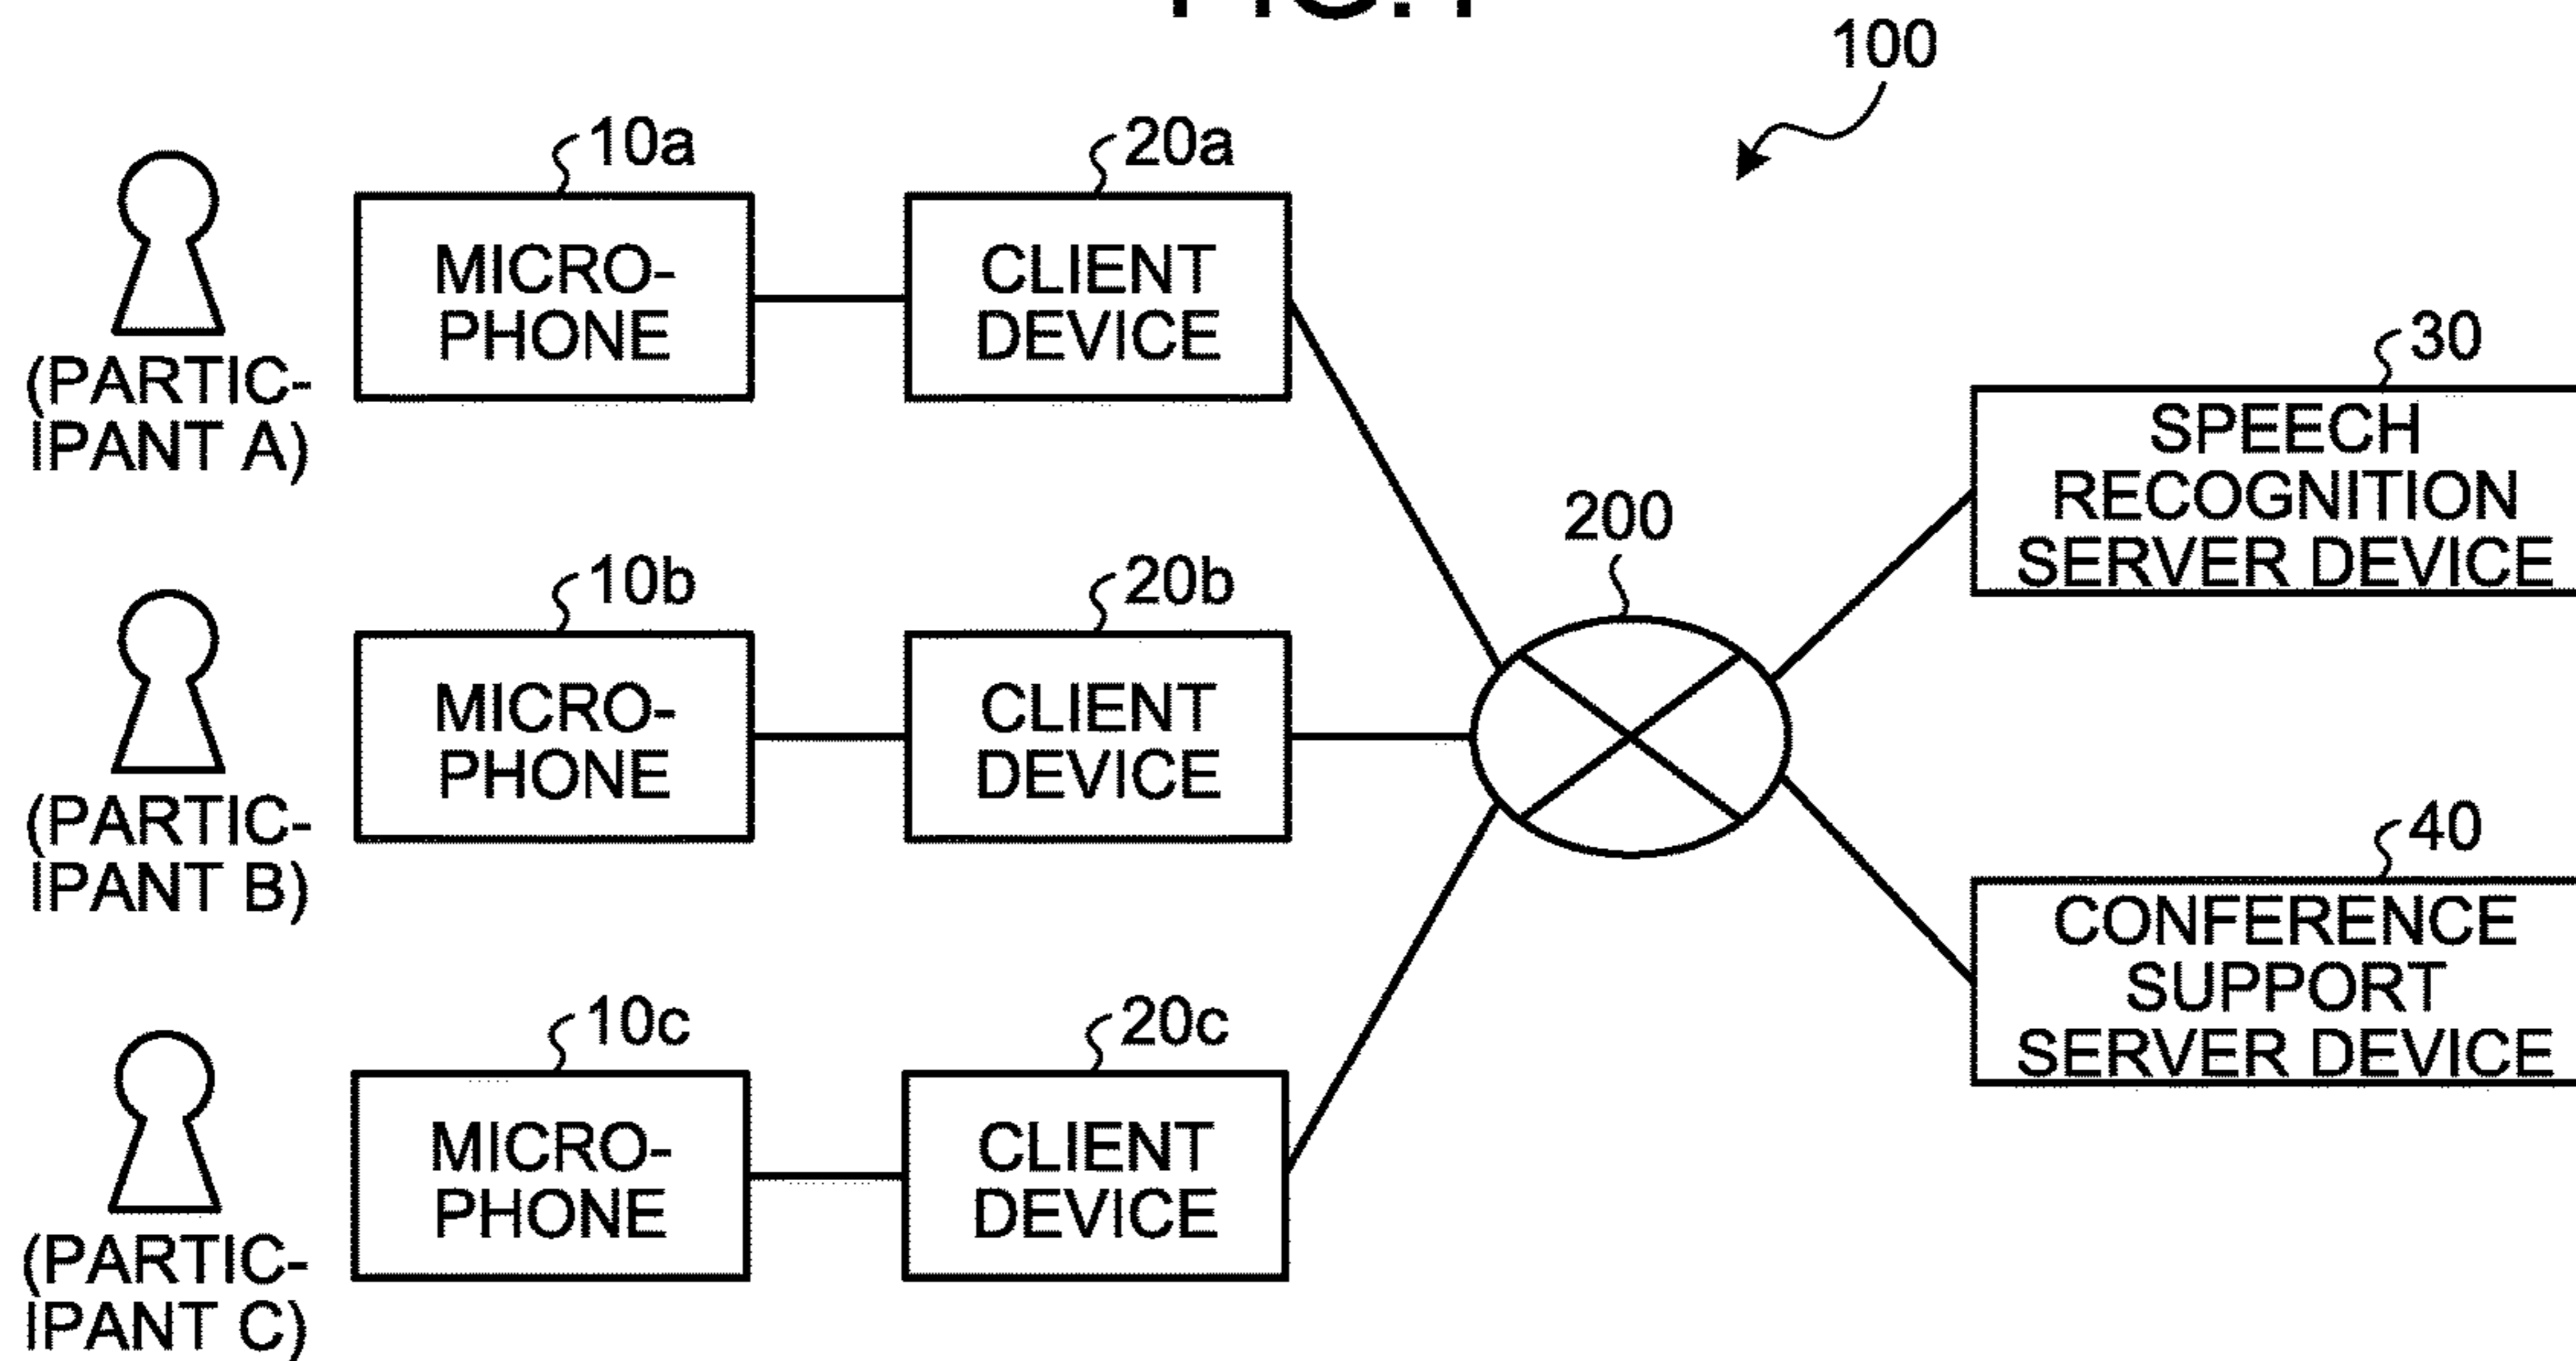 100
10a
20a
MICRO-
PHONE
CLIENT
DEVICE
(PARTIC-
IPANT A)
30
SPEECH
RECOGNITION
SERVER DEVICE
200
10b
20b
MICRO-
PHONE
CLIENT
DEVICE
(PARTIC-
IPANT B)
40
CONFERENCE
SUPPORT
SERVER DEVICE
10c
20c
MICRO-
PHONE
CLIENT
DEVICE
(PARTIC-
IPANT C)